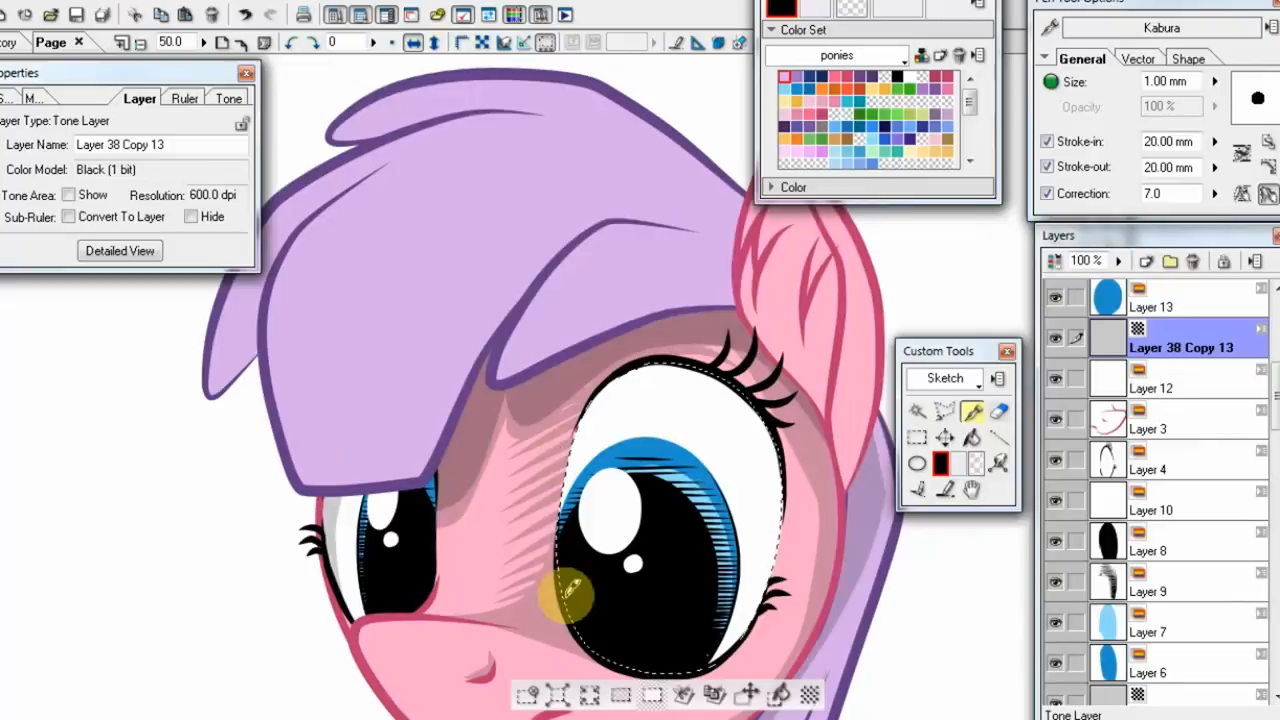 50.0
0
tory
Page
roperties
S...
M...
Layer
Ruler
Tone
ayer Type: Tone Layer
Layer Name:
Layer 38 Copy 13
Color Model:
Black (1 bit)
Tone Area:
Show
Resolution:
600.0 dpi
Sub-Ruler:
Convert To Layer
Hide
Detailed View
Color Set
ponies
Color
Kabura
General
Vector
Shape
Size:
1.00 mm
Opacity:
100 %
Stroke-in:
20.00 mm
Stroke-out:
20.00 mm
Correction:
7.0
Custom Tools
Sketch
Layers
100 %
Layer 13
Layer 38 Copy 13
Layer 12
Layer 3
Layer 4
Layer 10
Layer 8
Layer 9
Layer 7
Layer 6
Tone Layer